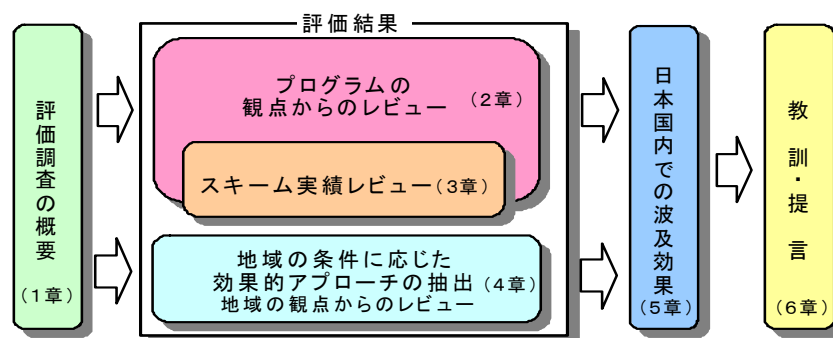 評価調査の概要
(1章)
評価結果
プログラムの
観点からのレビュー
(2章)
スキーム実績レビュー(3章)
地域の条件に応じた
効果的アプローチの抽出
地域の観点からのレビュー
(4章)
日本国内での波及効果
(5章)
教訓・提言
(6章)